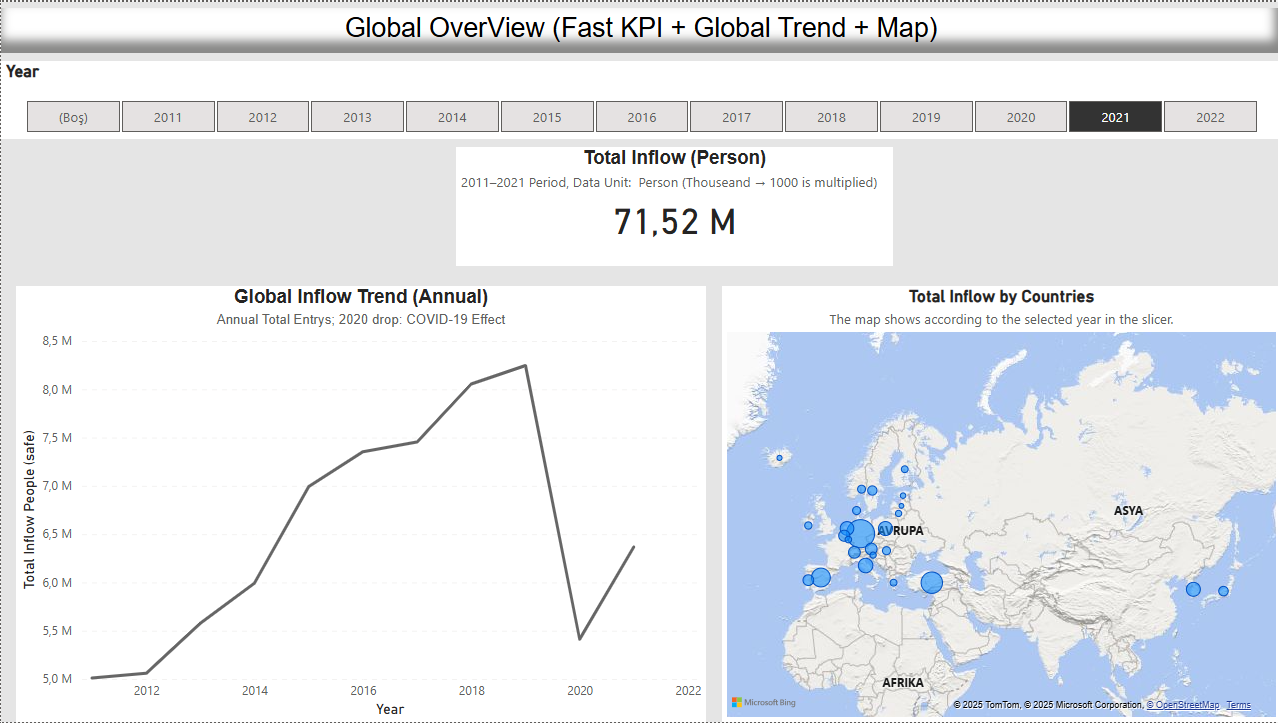 Global OverView (Fast KPI + Global Trend + Map)
Year
(Boş) 2011 2012 2013 2014 2015 2016 2017 2018 2019 2020 2021 2022
Total Inflow (Person)
2011–2021 Period, Data Unit:  Person (Thouseand → 1000 is multiplied)
71,52 M
Global Inflow Trend (Annual)
Annual Total Entrys; 2020 drop: COVID-19 Effect
Total Inflow People (safe)
8,5 M
8,0 M
7,5 M
7,0 M
6,5 M
6,0 M
5,5 M
5,0 M
2012 2014 2016 2018 2020 2022
Year
Total Inflow by Countries
The map shows according to the selected year in the slicer.
ASYA
AVRUPA
AFRIKA
Microsoft Bing
© 2025 TomTom, © 2025 Microsoft Corporation, © OpenStreetMap Terms